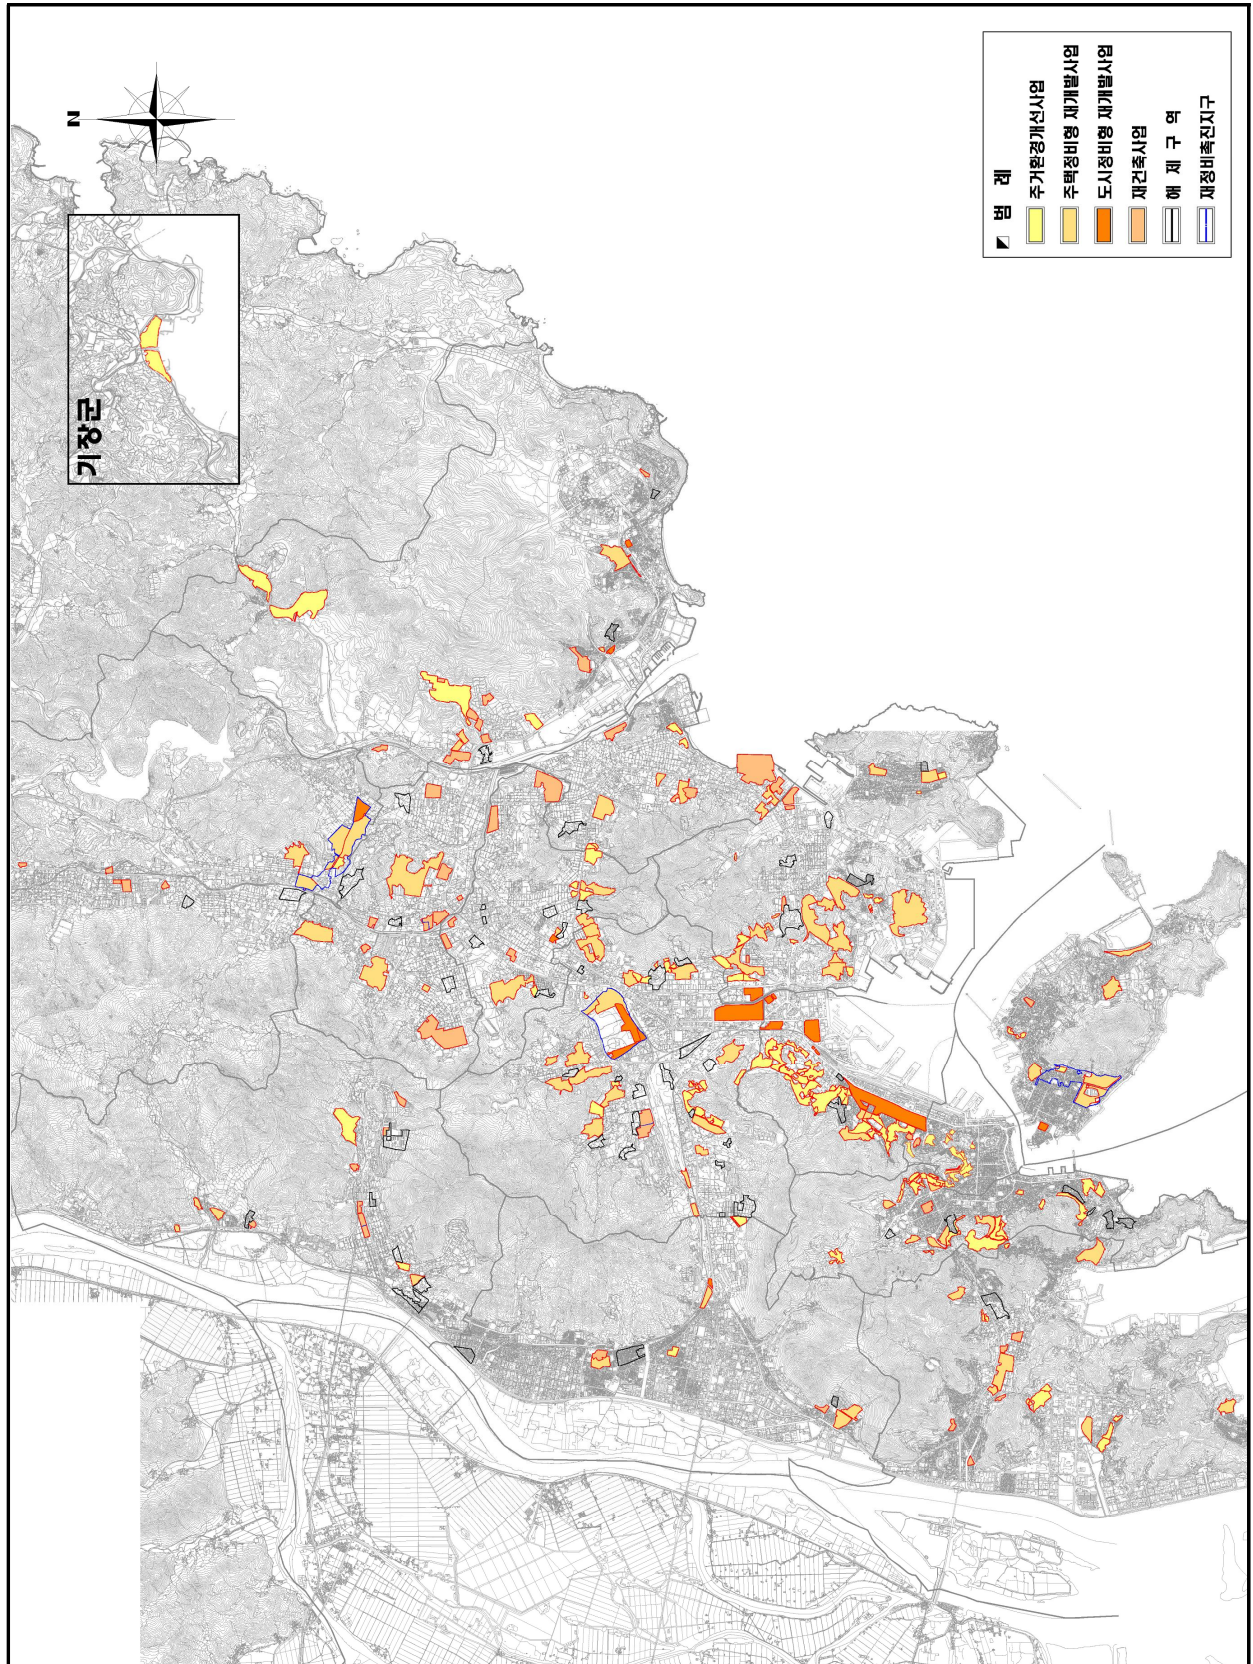 N
기장군
범 례
주거환경개선사업
주택정비형 재개발사업
도시정비형 재개발사업
재건축사업
해 제 구 역
재정비촉진지구